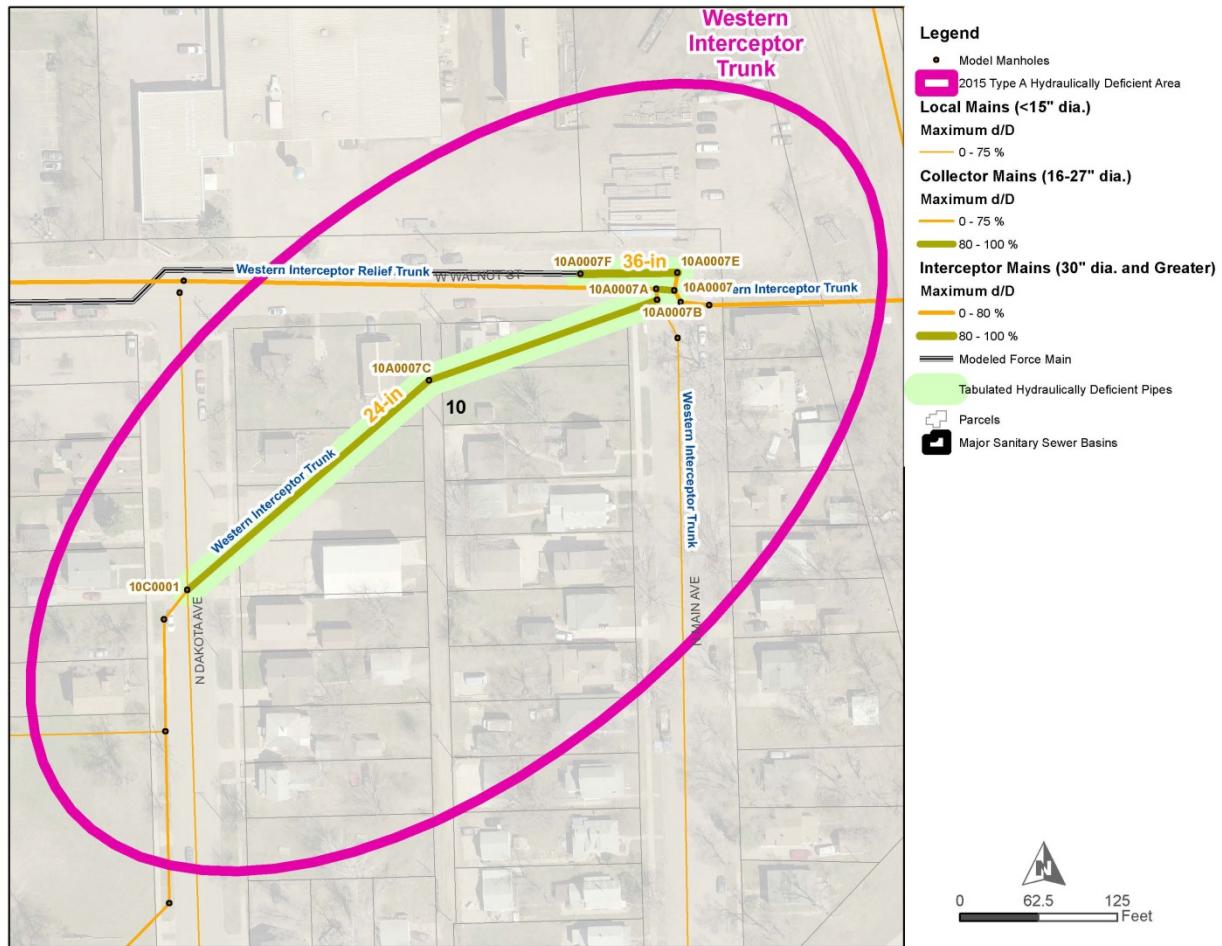 Western
Interceptor
Trunk
10A0007F
36-in
10A0007E
Western Interceptor Relief Trunk
W WALNUT ST
10A0007A
10A0007
ern Interceptor Trunk
10A0007B
10A0007C
24-in
10
Western Interceptor Trunk
Western Interceptor Trunk
10C0001
N DAKOTA AVE
N MAIN AVE
Legend
Model Manholes
2015 Type A Hydraulically Deficient Area
Local Mains (<15" dia.)
Maximum d/D
0 - 75 %
Collector Mains (16-27" dia.)
Maximum d/D
0 - 75 %
80 - 100 %
Interceptor Mains (30" dia. and Greater)
Maximum d/D
0 - 80 %
80 - 100 %
Modeled Force Main
Tabulated Hydraulically Deficient Pipes
Parcels
Major Sanitary Sewer Basins
N
0 62.5 125
Feet